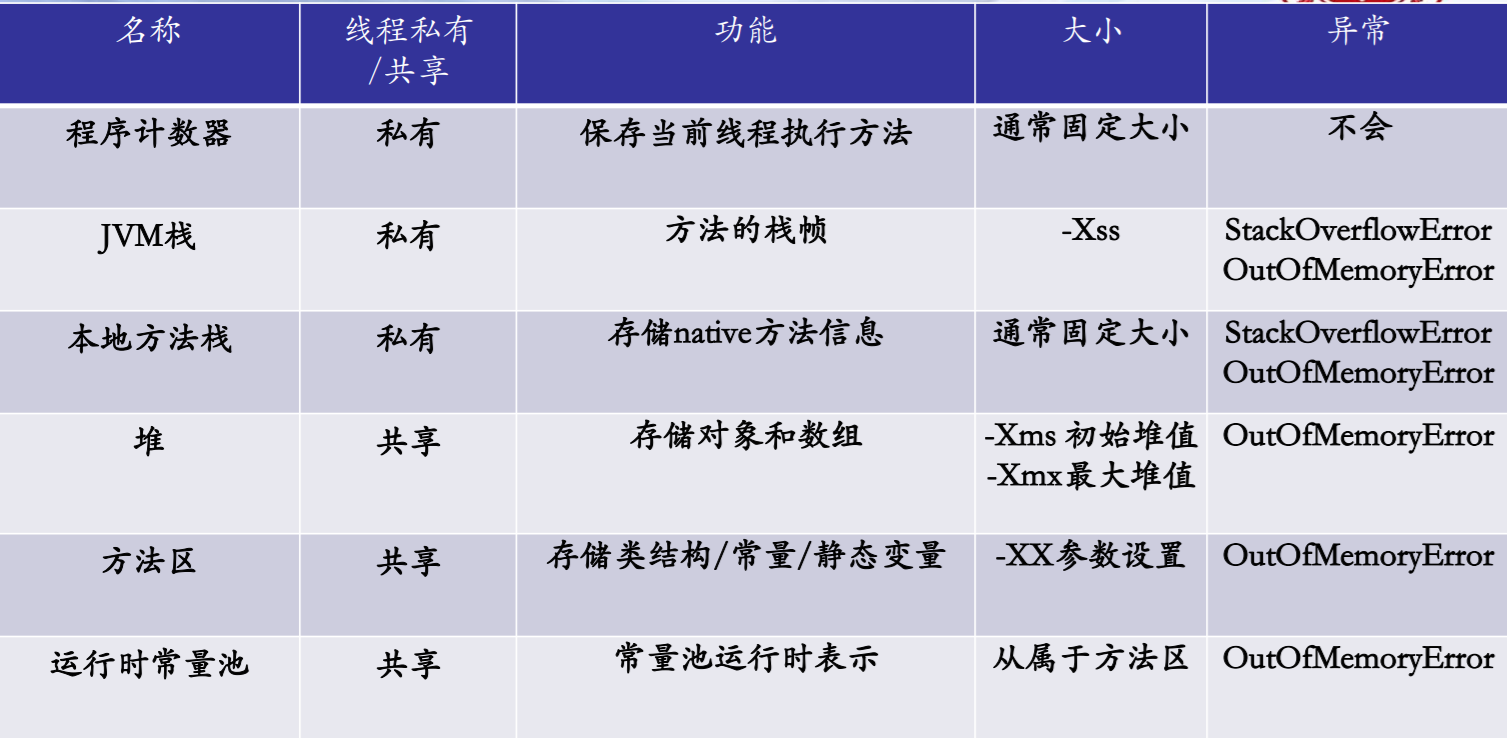 名称 线程私有/共享 功能 大小 异常
程序计数器 私有 保存当前线程执行方法 通常固定大小 不会
JVM栈 私有 方法的栈帧 -Xss StackOverflowError
OutOfMemoryError
本地方法栈 私有 存储native方法信息 通常固定大小 StackOverflowError
OutOfMemoryError
堆 共享 存储对象和数组 -Xms 初始堆值 OutOfMemoryError
-Xmx最大堆值
方法区 共享 存储类结构/常量/静态变量 -XX参数设置 OutOfMemoryError
运行时常量池 共享 常量池运行时表示 从属于方法区 OutOfMemoryError